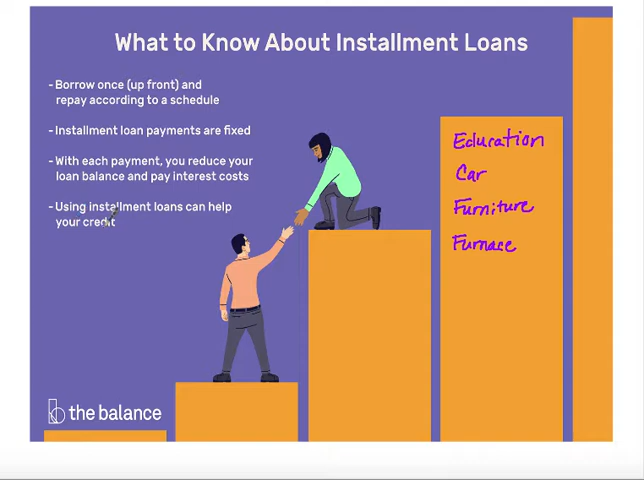 What to Know About Installment Loans
- Borrow once (up front) and
repay according to a schedule
- Installment loan payments are fixed
- With each payment, you reduce your
loan balance and pay interest costs
- Using installment loans can help
your credit
Education
Car
Furniture
Furnace
the balance